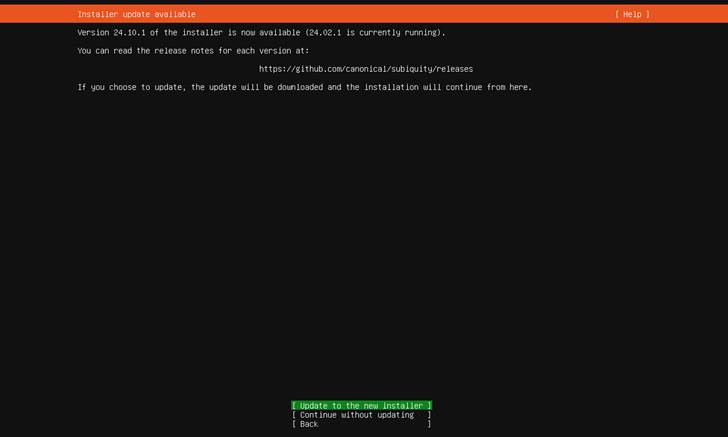 Installer update available [ Help ]
Version 24.10.1 of the installer is now available (24.02.1 is currently running).
You can read the release notes for each version at:
https://github.com/canonical/subiquity/releases
If you choose to update, the update will be downloaded and the installation will continue from here.
[ Update to the new installer ]
[ Continue without updating ]
[ Back ]